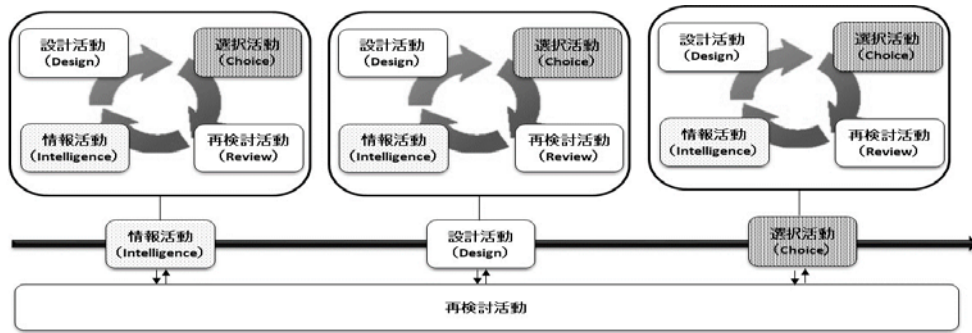 設計活動
（Design）
選択活動
（Choice）
情報活動
（Intelligence）
再検討活動
（Review）
設計活動
（Design）
選択活動
（Choice）
情報活動
（Intelligence）
再検討活動
（Review）
設計活動
（Design）
選択活動
（Choice）
情報活動
（Intelligence）
再検討活動
（Review）
情報活動
（Intelligence）
設計活動
（Design）
選択活動
（Choice）
再検討活動